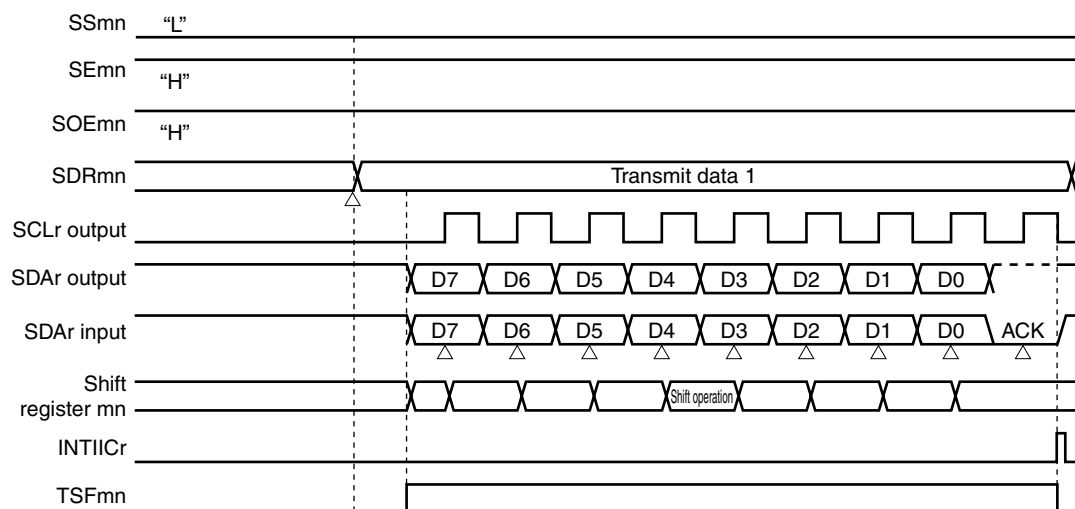 SSmn “L”
SEmn “H”
SOEmn “H”
SDRmn Transmit data 1
SCLr output
SDAr output D7 D6 D5 D4 D3 D2 D1 D0
SDAr input D7 D6 D5 D4 D3 D2 D1 D0 ACK
Shift
register mn Shift operation
INTIICr
TSFmn